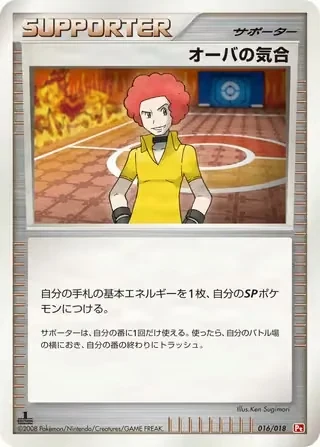 SUPPORTER サポーター
オーバの気合
自分の手札の基本エネルギーを1枚、自分のSPポケ
モンにつける。
サポーターは、自分の番に1回だけ使える。使ったら、自分のバトル場
の横におき、自分の番の終わりにトラッシュ。
Illus.Ken Sugimori
1
©2008 Pokémon/Nintendo/Creatures/GAME FREAK.
016/018